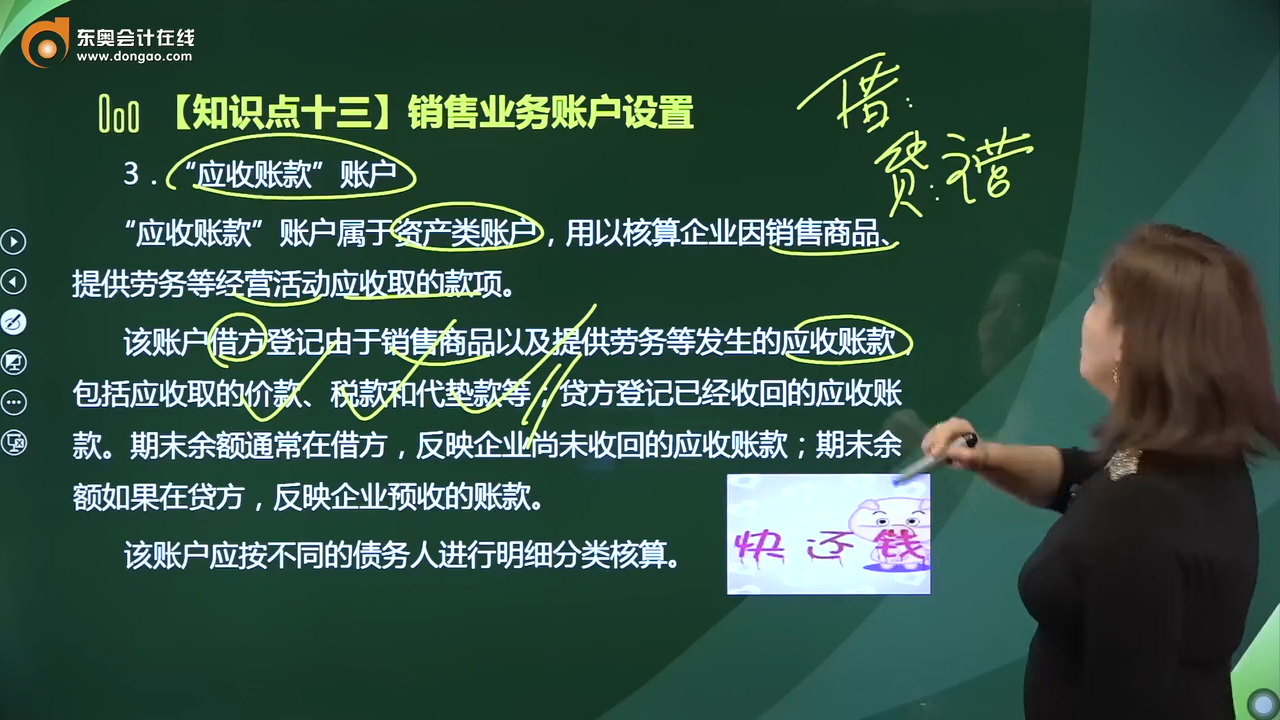 东奥会计在线
www.dongao.com
【知识点十三】销售业务账户设置
借：
贷：主营
3．“应收账款”账户
“应收账款”账户属于资产类账户，用以核算企业因销售商品、
提供劳务等经营活动应收取的款项。
该账户借方登记由于销售商品以及提供劳务等发生的应收账款，
包括应收取的价款、税款和代垫款等；贷方登记已经收回的应收账
款。期末余额通常在借方，反映企业尚未收回的应收账款；期末余
额如果在贷方，反映企业预收的账款。
快还钱
该账户应按不同的债务人进行明细分类核算。